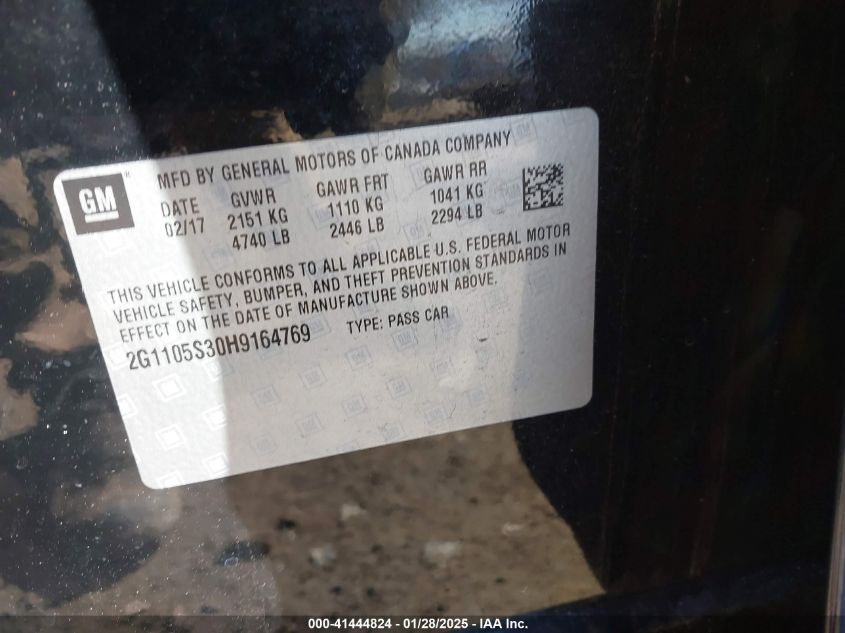 GM
MFD BY GENERAL MOTORS OF CANADA COMPANY
DATE GVWR GAWR FRT GAWR RR
02/17 2151 KG 1110 KG 1041 KG
4740 LB 2446 LB 2294 LB
THIS VEHICLE CONFORMS TO ALL APPLICABLE U.S. FEDERAL MOTOR
VEHICLE SAFETY, BUMPER, AND THEFT PREVENTION STANDARDS IN
EFFECT ON THE DATE OF MANUFACTURE SHOWN ABOVE.
2G1105S30H9164769 TYPE: PASS CAR
000-41444824 / 01/28/2025 - IAA Inc.